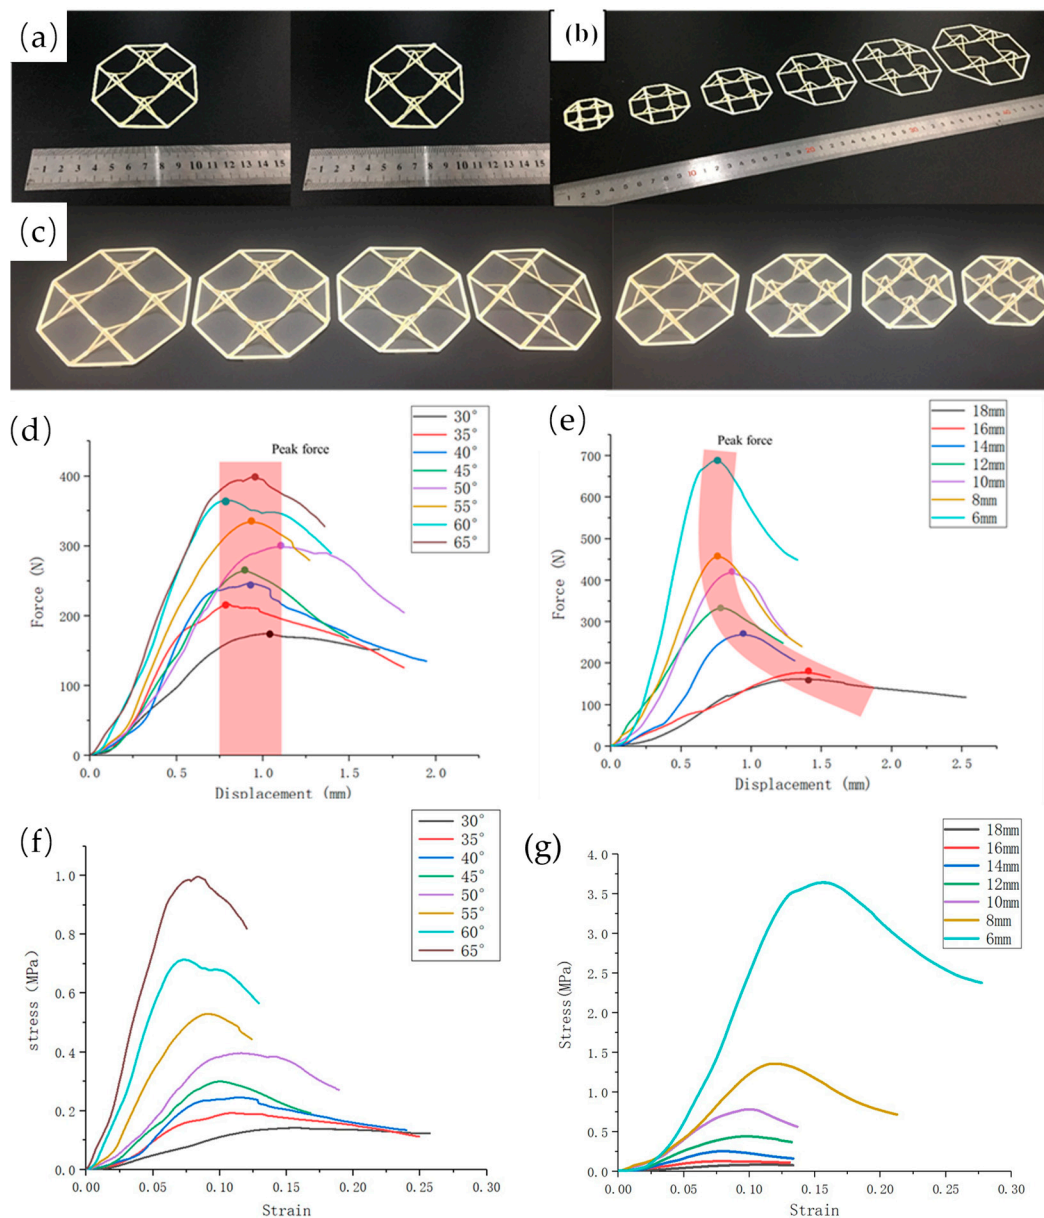 (a)
1 2 3 4 5 6 7 8 9 10 11 12 13 14 15
1 2 3 4 5 6 7 8 9 10 11 12 13 14 15
(b)
(c)
(d)
Peak force
30°
35°
40°
45°
50°
55°
60°
65°
400
300
200
100
0
Force (N)
0.0 0.5 1.0 1.5 2.0
Displacement (mm)
(e)
Peak force
18mm
16mm
14mm
12mm
10mm
8mm
6mm
700
600
500
400
300
200
100
0
Force (N)
0.0 0.5 1.0 1.5 2.0 2.5
Displacement (mm)
(f)
30°
35°
40°
45°
50°
55°
60°
65°
1.0
0.8
0.6
0.4
0.2
0.0
stress (MPa)
0.00 0.05 0.10 0.15 0.20 0.25 0.30
Strain
(g)
18mm
16mm
14mm
12mm
10mm
8mm
6mm
4.0
3.5
3.0
2.5
2.0
1.5
1.0
0.5
0.0
Stress(MPa)
0.00 0.05 0.10 0.15 0.20 0.25 0.30
Strain